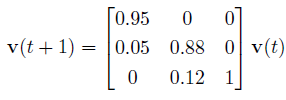 0.95 0 0
v(t + 1) = 0.05 0.88 0 v(t)
0 0.12 1